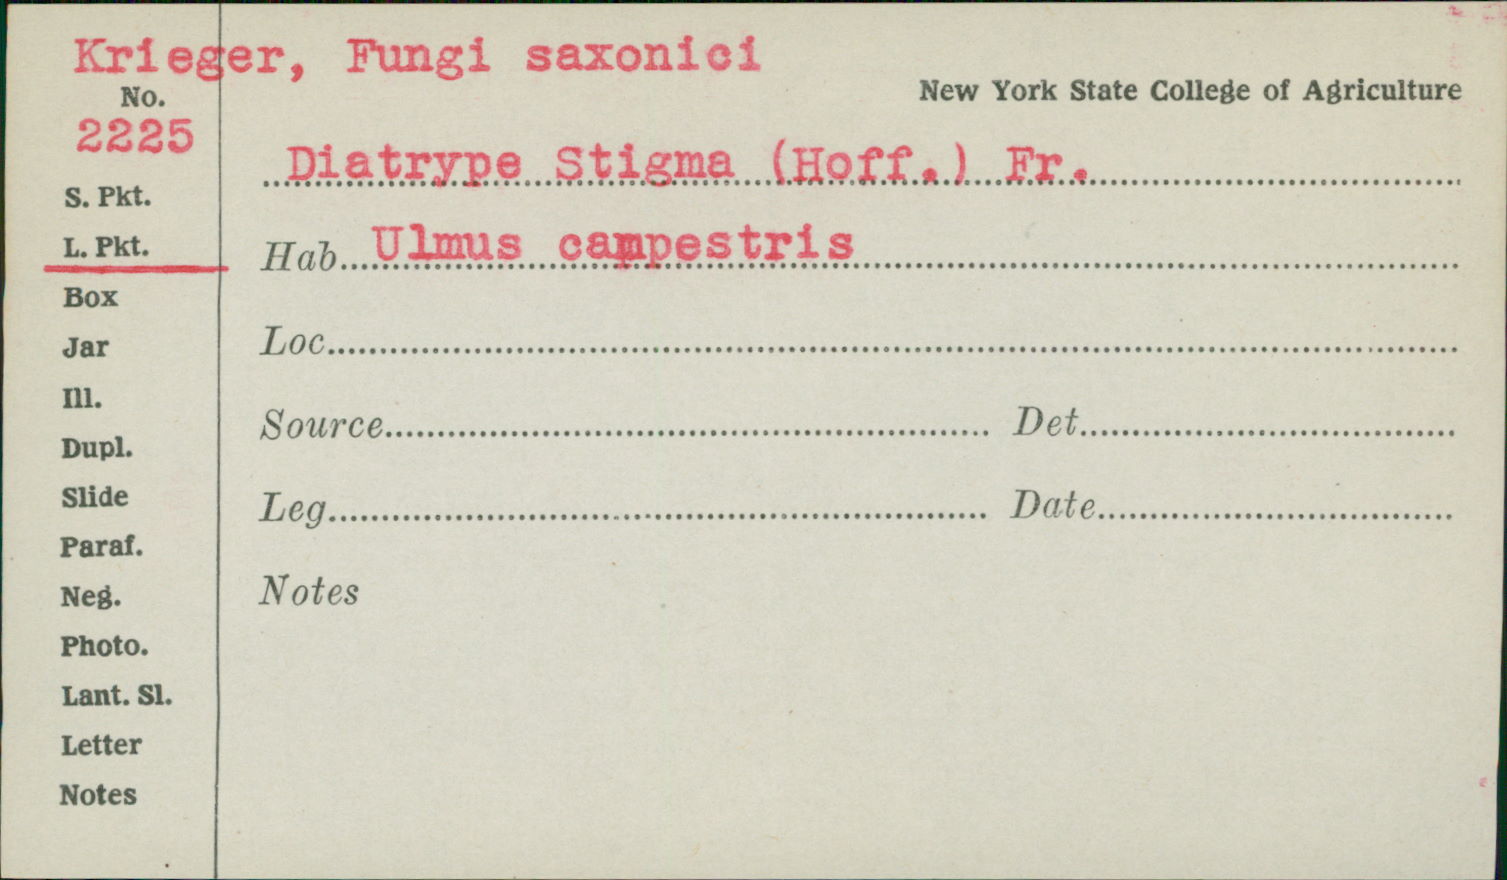 Krieger, Fungi saxonici
New York State College of Agriculture
No.
2225
Diatrype Stigma (Hoff.) Fr.
S. Pkt.
L. Pkt.
Hab. Ulmus campestris
Box
Jar
Loc.
Ill.
Source Det.
Dupl.
Slide
Leg. Date
Paraf.
Neg.
Notes
Photo.
Lant. Sl.
Letter
Notes